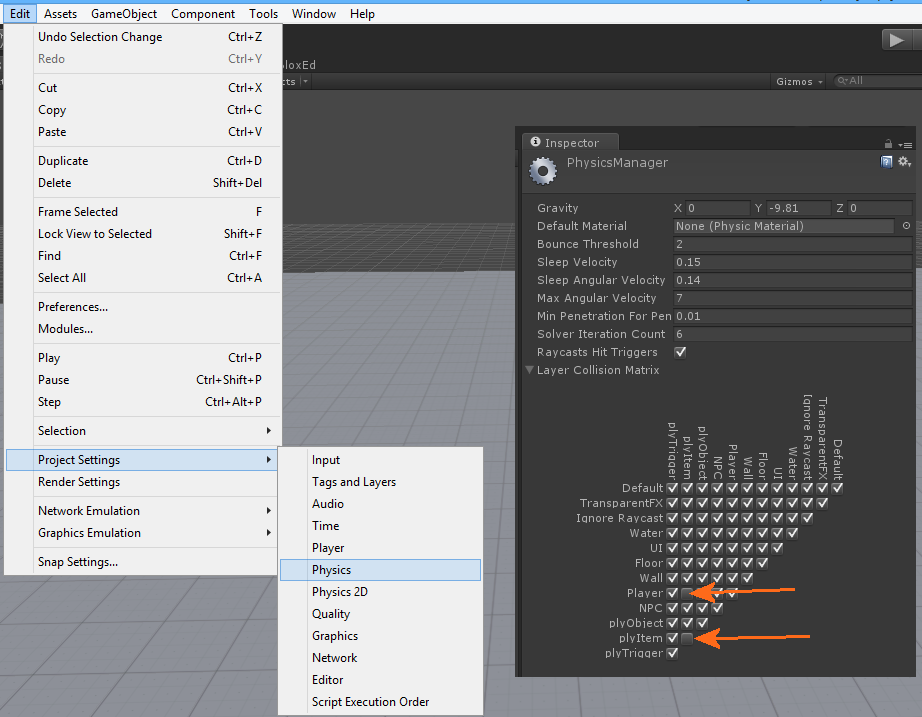 Edit Assets GameObject Component Tools Window Help
Undo Selection Change Ctrl+Z
Redo Ctrl+Y
Cut Ctrl+X
Copy Ctrl+C
Paste Ctrl+V
Duplicate Ctrl+D
Delete Shift+Del
Frame Selected F
Lock View to Selected Shift+F
Find Ctrl+F
Select All Ctrl+A
Preferences...
Modules...
Play Ctrl+P
Pause Ctrl+Shift+P
Step Ctrl+Alt+P
Selection
Project Settings
Render Settings
Network Emulation
Graphics Emulation
Snap Settings...
Input
Tags and Layers
Audio
Time
Player
Physics
Physics 2D
Quality
Graphics
Network
Editor
Script Execution Order
loxEd
cts
Gizmos All
Inspector
PhysicsManager
Gravity X 0 Y -9.81 Z 0
Default Material None (Physic Material)
Bounce Threshold 2
Sleep Velocity 0.15
Sleep Angular Velocity 0.14
Max Angular Velocity 7
Min Penetration For Pen 0.01
Solver Iteration Count 6
Raycasts Hit Triggers
Layer Collision Matrix
plyTrigger
plyItem
plyObject
NPC
Player
Wall
Floor
UI
Water
Ignore Raycast
TransparentFX
Default
Default
TransparentFX
Ignore Raycast
Water
UI
Floor
Wall
Player
NPC
plyObject
plyItem
plyTrigger